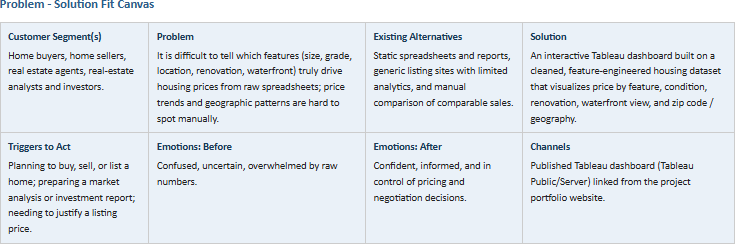 Problem - Solution Fit Canvas
Customer Segment(s)
Home buyers, home sellers,
real estate agents, real-estate
analysts and investors.
Problem
It is difficult to tell which features (size, grade,
location, renovation, waterfront) truly drive
housing prices from raw spreadsheets; price
trends and geographic patterns are hard to
spot manually.
Existing Alternatives
Static spreadsheets and reports,
generic listing sites with limited
analytics, and manual
comparison of comparable sales.
Solution
An interactive Tableau dashboard built on a
cleaned, feature-engineered housing dataset
that visualizes price by feature, condition,
renovation, waterfront view, and zip code /
geography.
Triggers to Act
Planning to buy, sell, or list a
home; preparing a market
analysis or investment report;
needing to justify a listing
price.
Emotions: Before
Confused, uncertain, overwhelmed by raw
numbers.
Emotions: After
Confident, informed, and in
control of pricing and
negotiation decisions.
Channels
Published Tableau dashboard (Tableau
Public/Server) linked from the project
portfolio website.